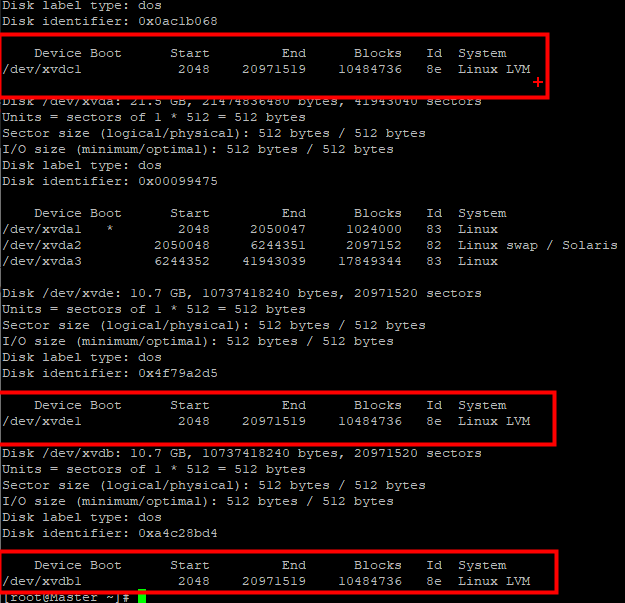 Disk label type: dos
Disk identifier: 0x0ac1b068
Device Boot Start End Blocks Id System
/dev/xvdc1 2048 20971519 10484736 8e Linux LVM
Disk /dev/xvda: 21.5 GB, 21474836480 bytes, 41943040 sectors
Units = sectors of 1 * 512 = 512 bytes
Sector size (logical/physical): 512 bytes / 512 bytes
I/O size (minimum/optimal): 512 bytes / 512 bytes
Disk label type: dos
Disk identifier: 0x00099475
Device Boot Start End Blocks Id System
/dev/xvda1 * 2048 2050047 1024000 83 Linux
/dev/xvda2 2050048 6244351 2097152 82 Linux swap / Solaris
/dev/xvda3 6244352 41943039 17849344 83 Linux
Disk /dev/xvde: 10.7 GB, 10737418240 bytes, 20971520 sectors
Units = sectors of 1 * 512 = 512 bytes
Sector size (logical/physical): 512 bytes / 512 bytes
I/O size (minimum/optimal): 512 bytes / 512 bytes
Disk label type: dos
Disk identifier: 0x4f79a2d5
Device Boot Start End Blocks Id System
/dev/xvde1 2048 20971519 10484736 8e Linux LVM
Disk /dev/xvdb: 10.7 GB, 10737418240 bytes, 20971520 sectors
Units = sectors of 1 * 512 = 512 bytes
Sector size (logical/physical): 512 bytes / 512 bytes
I/O size (minimum/optimal): 512 bytes / 512 bytes
Disk label type: dos
Disk identifier: 0xa4c28bd4
Device Boot Start End Blocks Id System
/dev/xvdb1 2048 20971519 10484736 8e Linux LVM
[root@Master ~]#